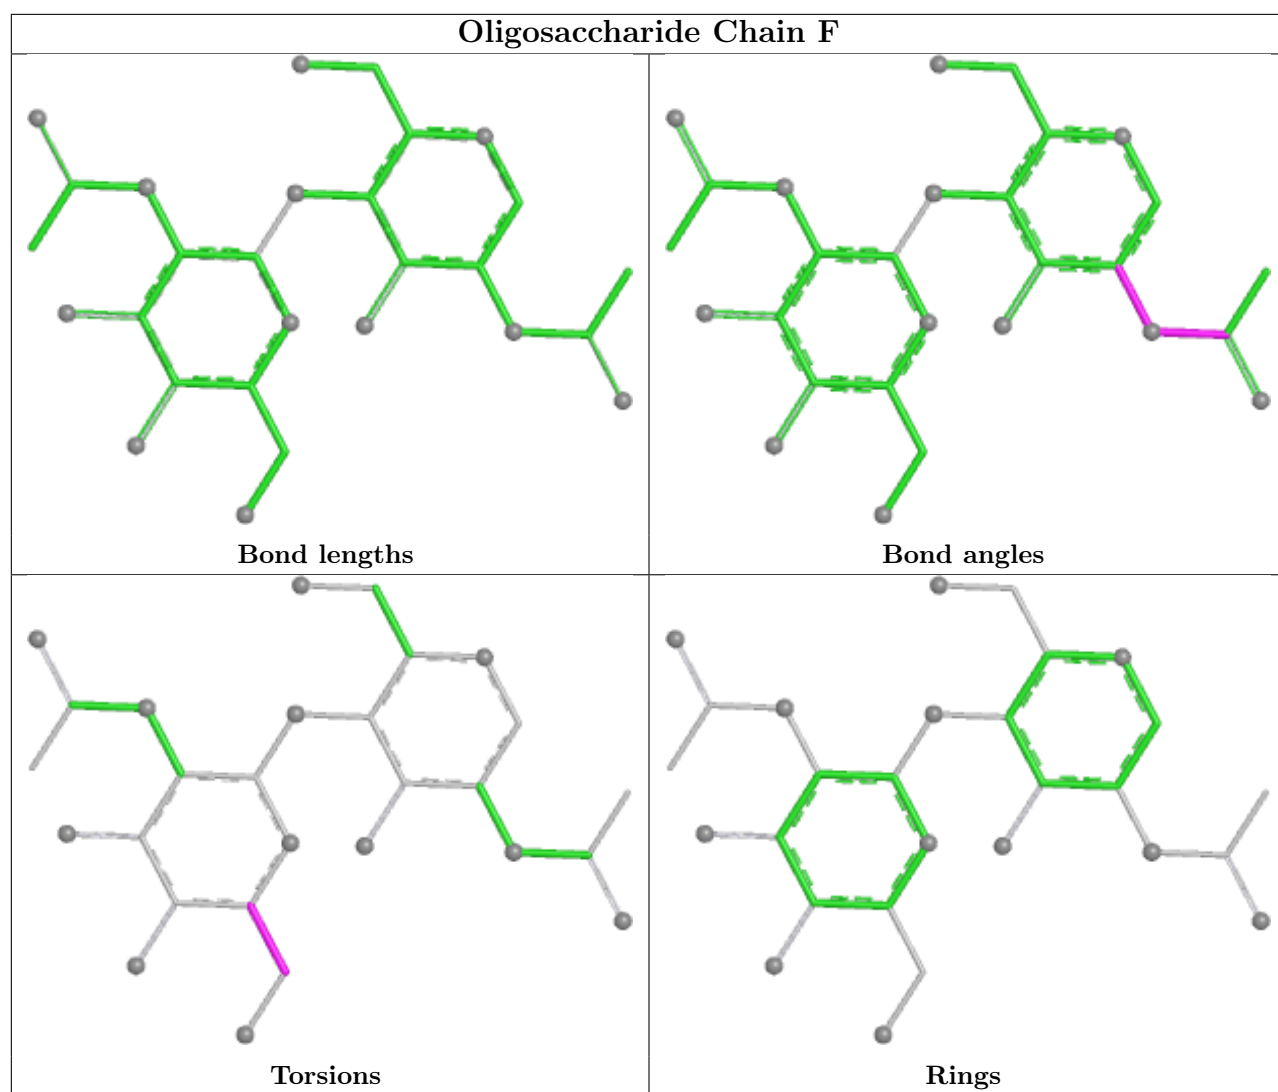 Oligosaccharide Chain F
Bond lengths
Bond angles
Torsions
Rings